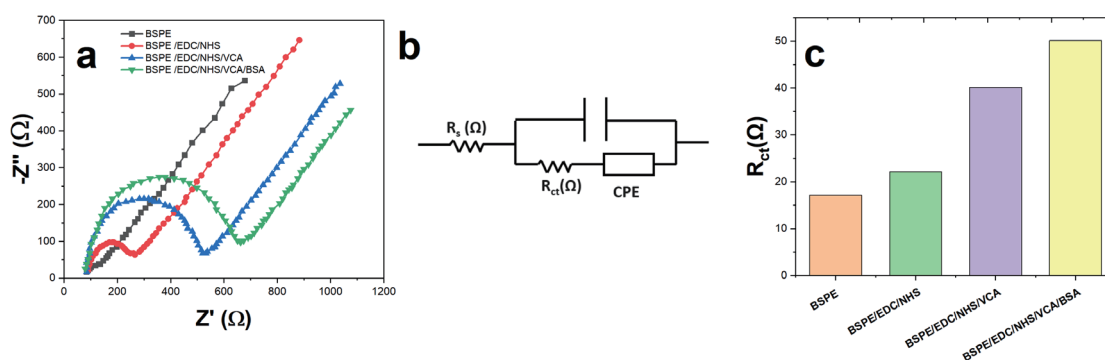 a
BSPE
BSPE /EDC/NHS
BSPE /EDC/NHS/VCA
BSPE /EDC/NHS/VCA/BSA
-Z'' (Ω)
700
600
500
400
300
200
100
0
0 200 400 600 800 1000 1200
Z' (Ω)
b
Rs (Ω)
Rct(Ω)
CPE
c
Rct(Ω)
50
40
30
20
10
0
BSPE
BSPE/EDC/NHS
BSPE/EDC/NHS/VCA
BSPE/EDC/NHS/VCA/BSA